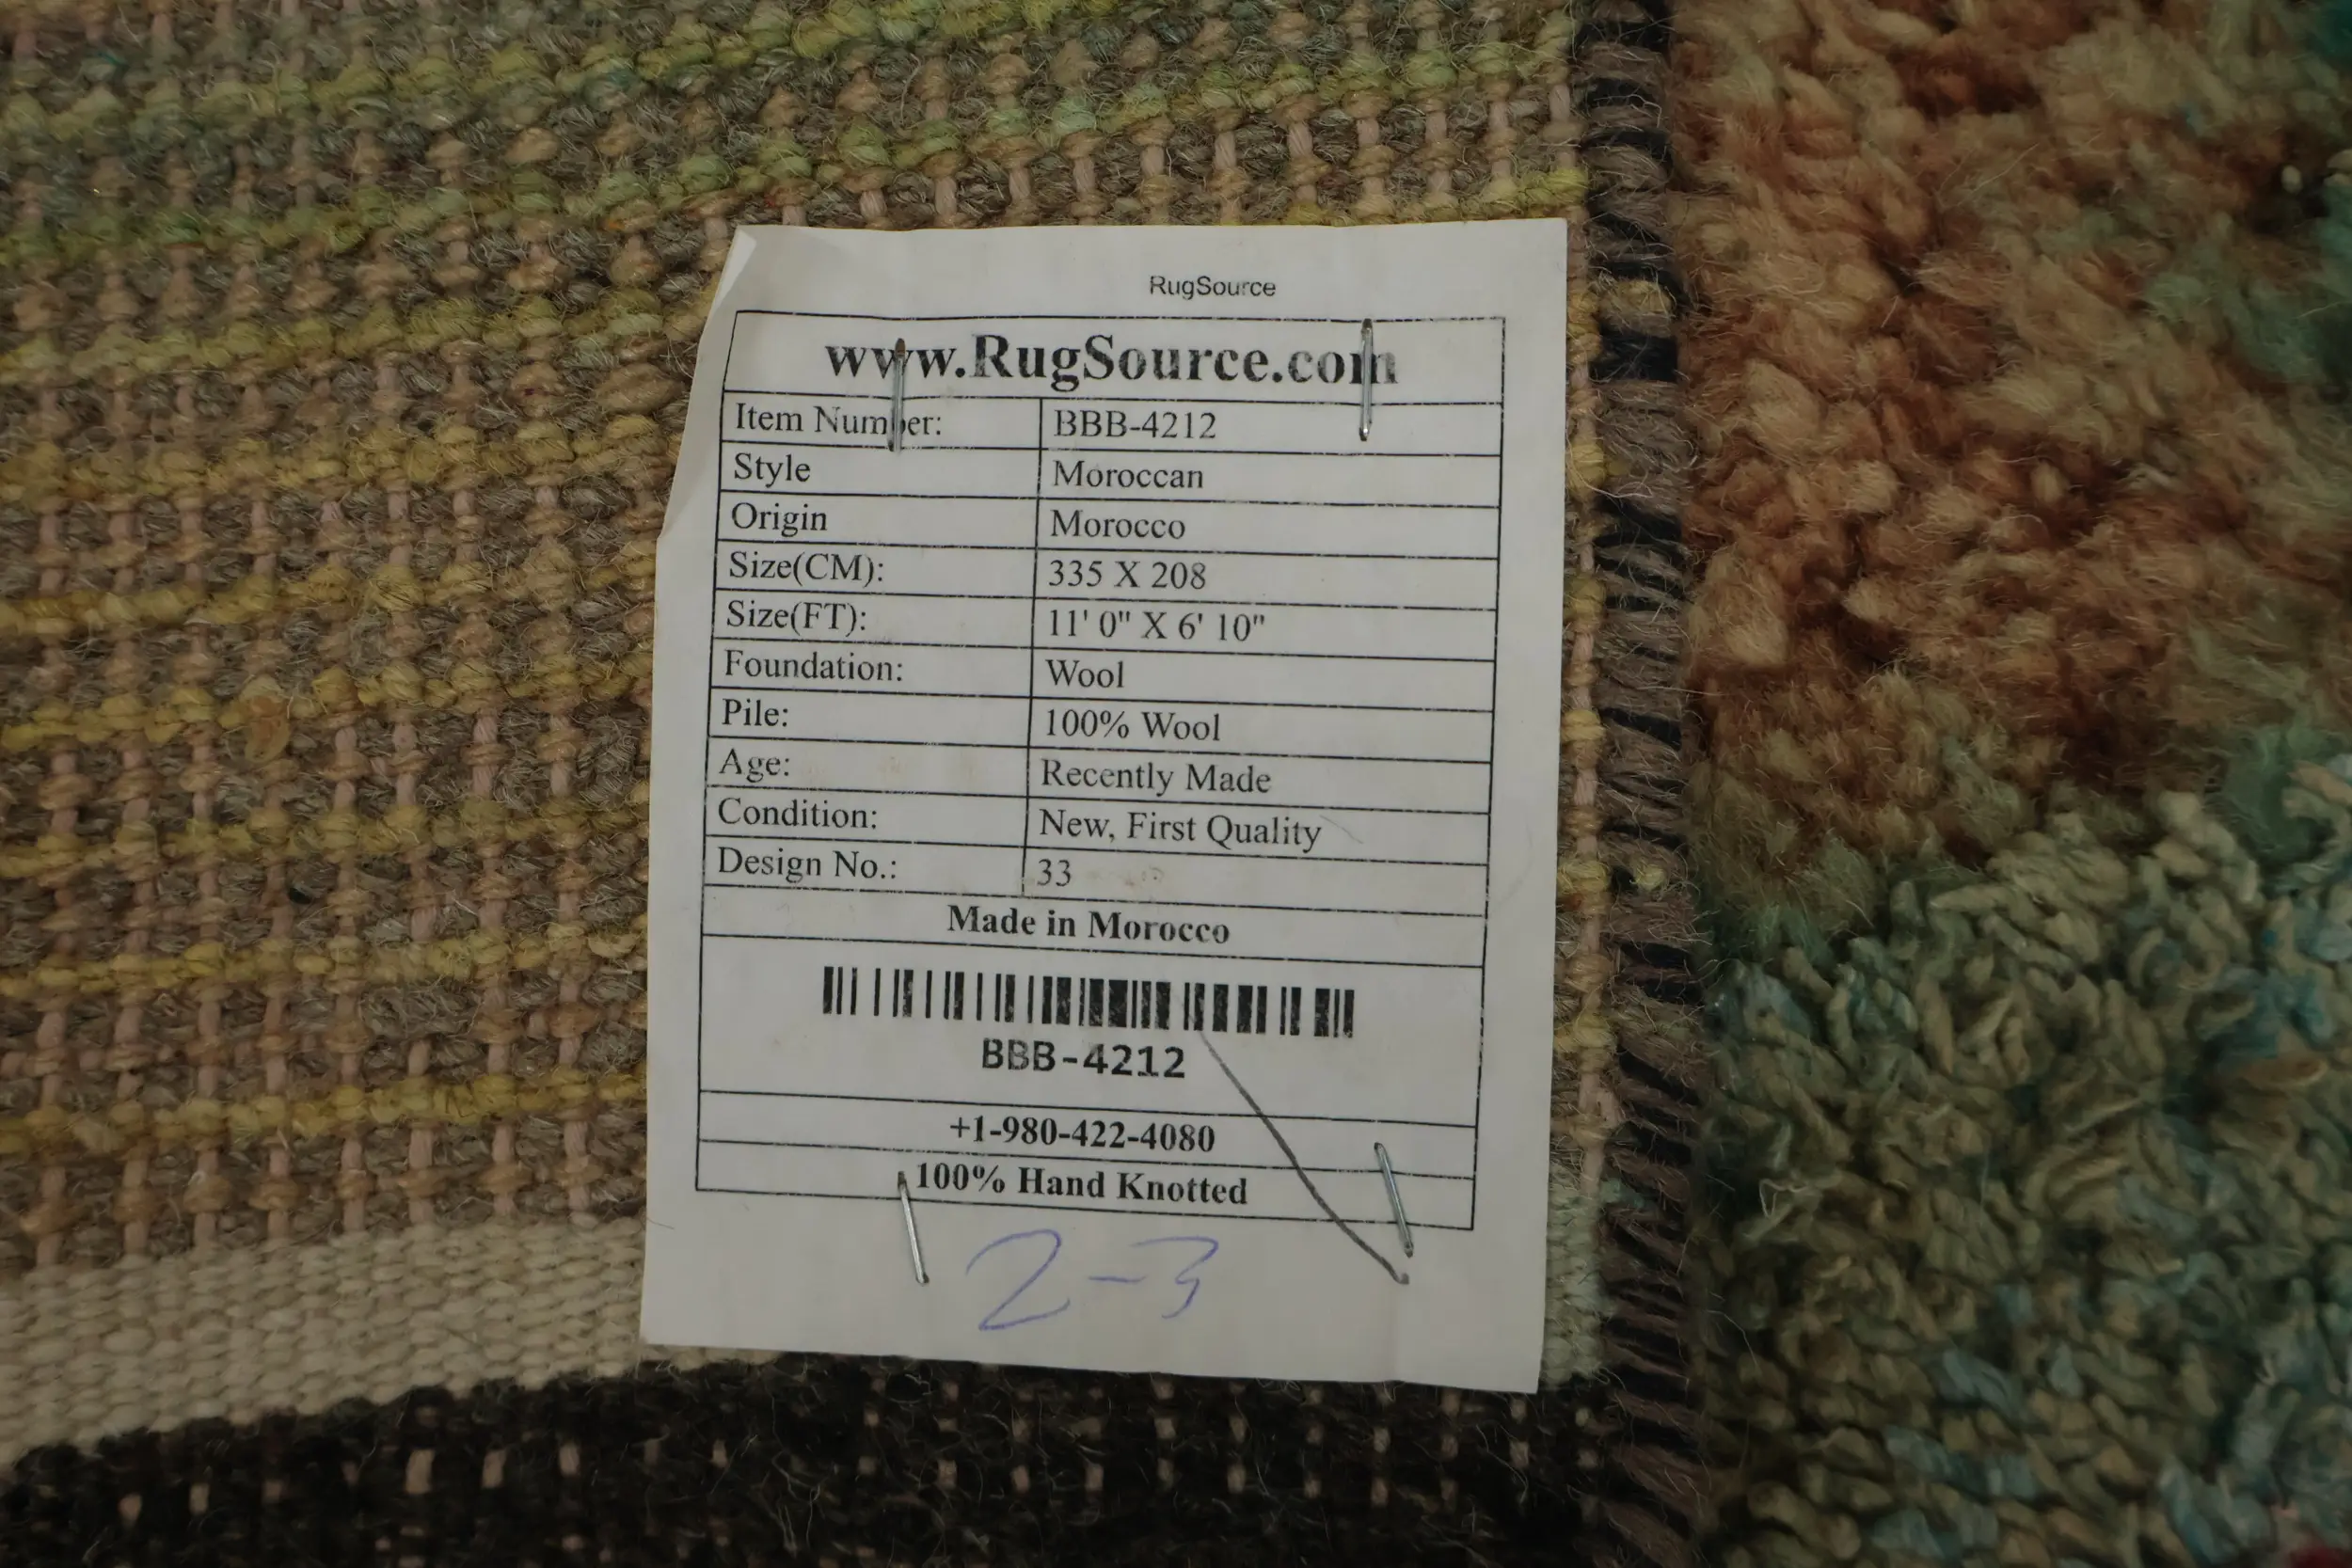 RugSource
www.RugSource.com
Item Number: BBB-4212
Style Moroccan
Origin Morocco
Size(CM): 335 X 208
Size(FT): 11' 0" X 6' 10"
Foundation: Wool
Pile: 100% Wool
Age: Recently Made
Condition: New, First Quality
Design No.: 33
Made in Morocco
BBB-4212
+1-980-422-4080
100% Hand Knotted
2-3